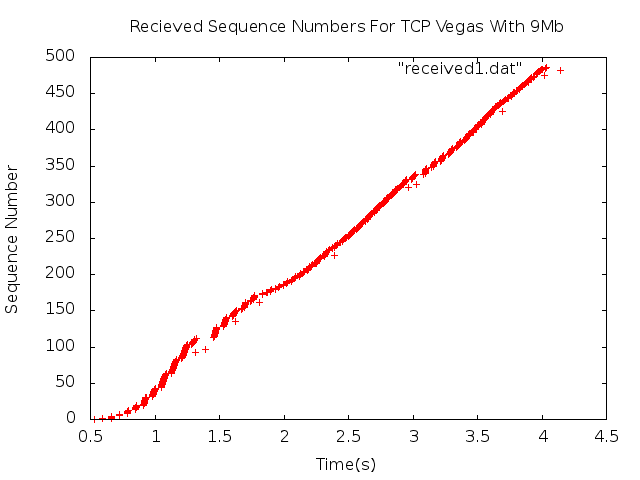 Recieved Sequence Numbers For TCP Vegas With 9Mb
"received1.dat"
500
450
400
350
300
250
200
150
100
50
0
Sequence Number
0.5 1 1.5 2 2.5 3 3.5 4 4.5
Time(s)